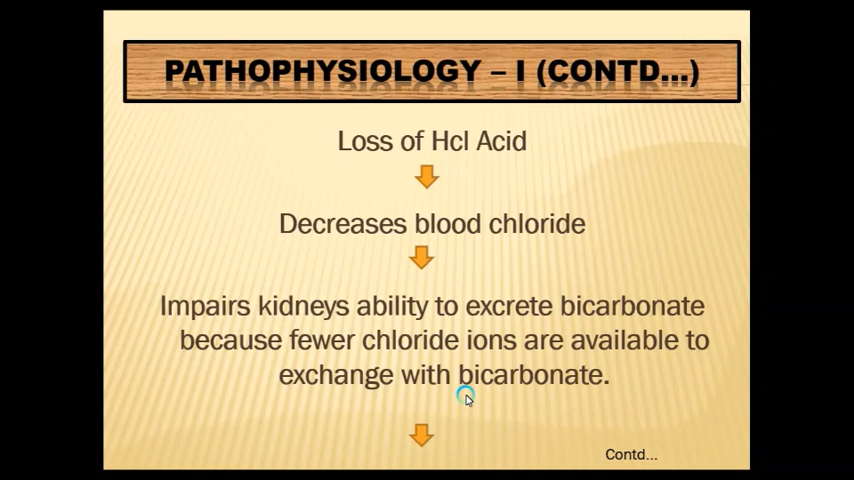 PATHOPHYSIOLOGY – I (CONTD...)
Loss of Hcl Acid
Decreases blood chloride
Impairs kidneys ability to excrete bicarbonate
because fewer chloride ions are available to
exchange with bicarbonate.
Contd...